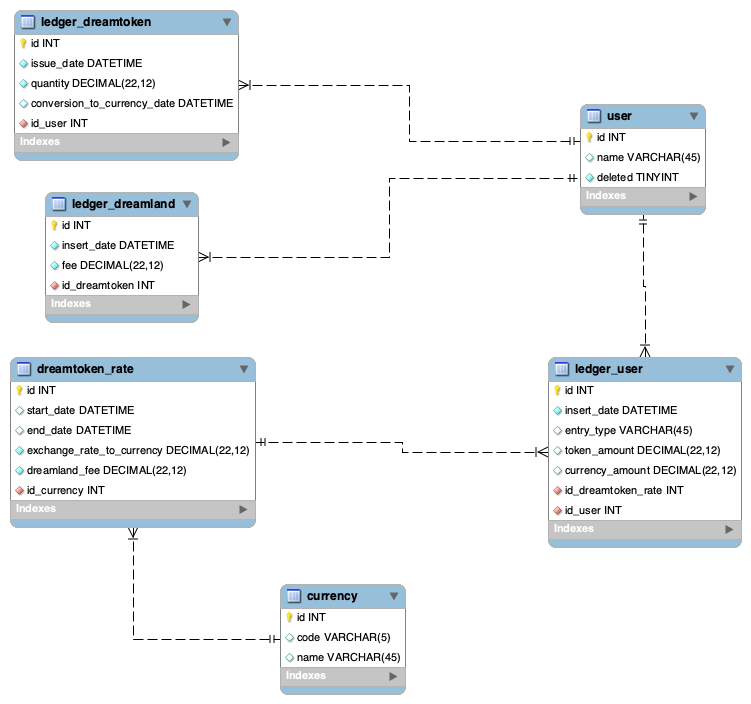 ledger_dreamtoken
id INT
issue_date DATETIME
quantity DECIMAL(22,12)
conversion_to_currency_date DATETIME
id_user INT
Indexes
user
id INT
name VARCHAR(45)
deleted TINYINT
Indexes
ledger_dreamland
id INT
insert_date DATETIME
fee DECIMAL(22,12)
id_dreamtoken INT
Indexes
dreamtoken_rate
id INT
start_date DATETIME
end_date DATETIME
exchange_rate_to_currency DECIMAL(22,12)
dreamland_fee DECIMAL(22,12)
id_currency INT
Indexes
ledger_user
id INT
insert_date DATETIME
entry_type VARCHAR(45)
token_amount DECIMAL(22,12)
currency_amount DECIMAL(22,12)
id_dreamtoken_rate INT
id_user INT
Indexes
currency
id INT
code VARCHAR(5)
name VARCHAR(45)
Indexes